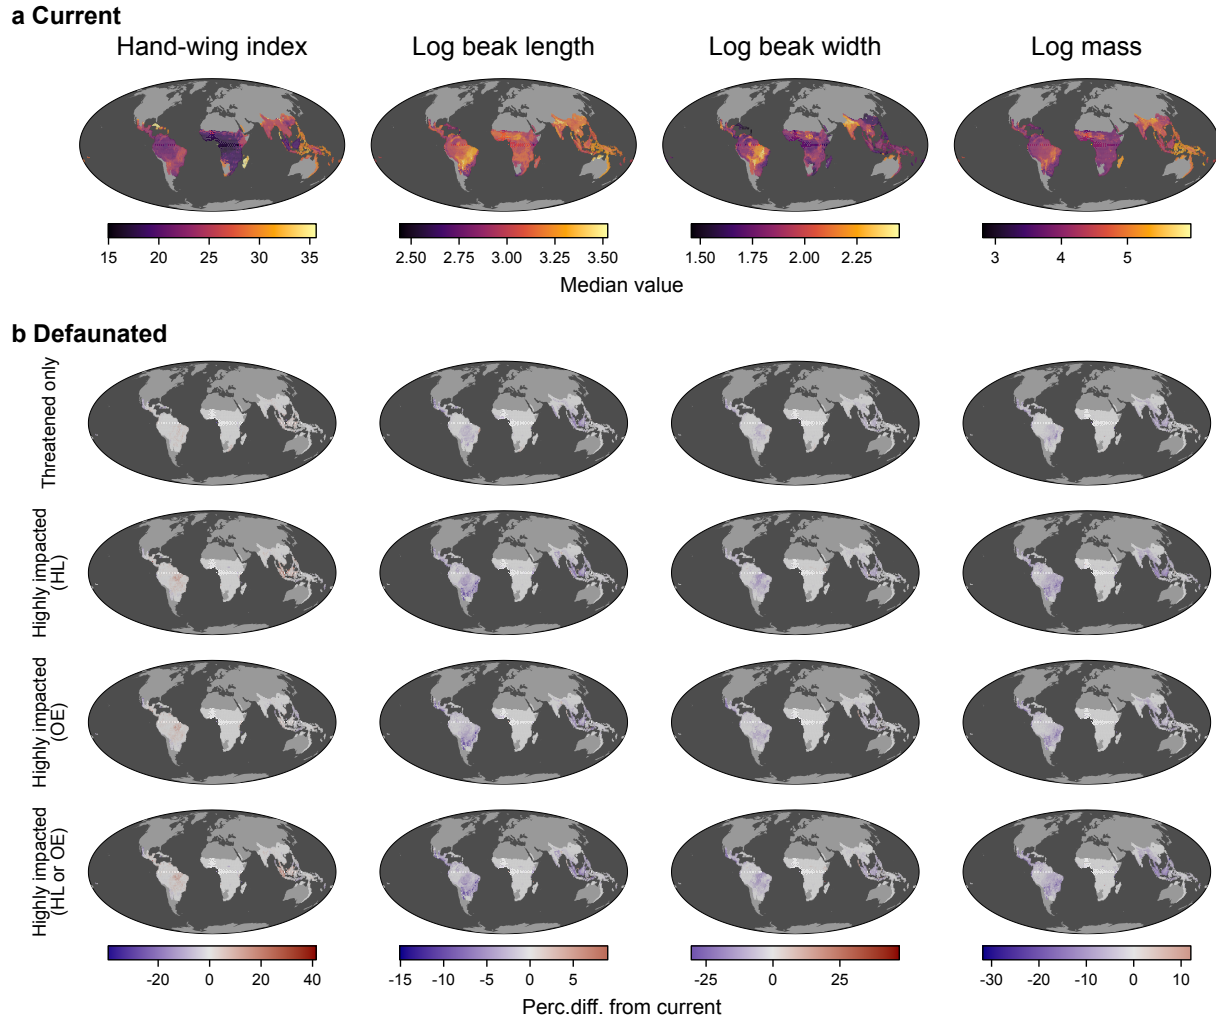 a Current
Hand-wing index
Log beak length
Log beak width
Log mass
15 20 25 30 35
2.50 2.75 3.00 3.25 3.50
1.50 1.75 2.00 2.25
3 4 5
Median value
b Defaunated
Threatened only
Highly impacted
(HL)
Highly impacted
(OE)
Highly impacted
(HL or OE)
-20 0 20 40
-15 -10 -5 0 5
-25 0 25
-30 -20 -10 0 10
Perc.diff. from current